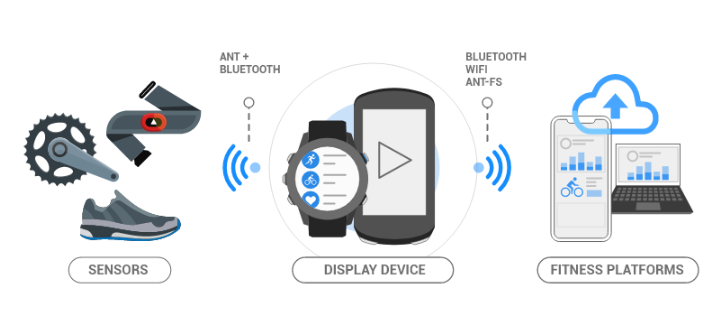 ANT +
BLUETOOTH
BLUETOOTH
WIFI
ANT-FS
SENSORS
DISPLAY DEVICE
FITNESS PLATFORMS